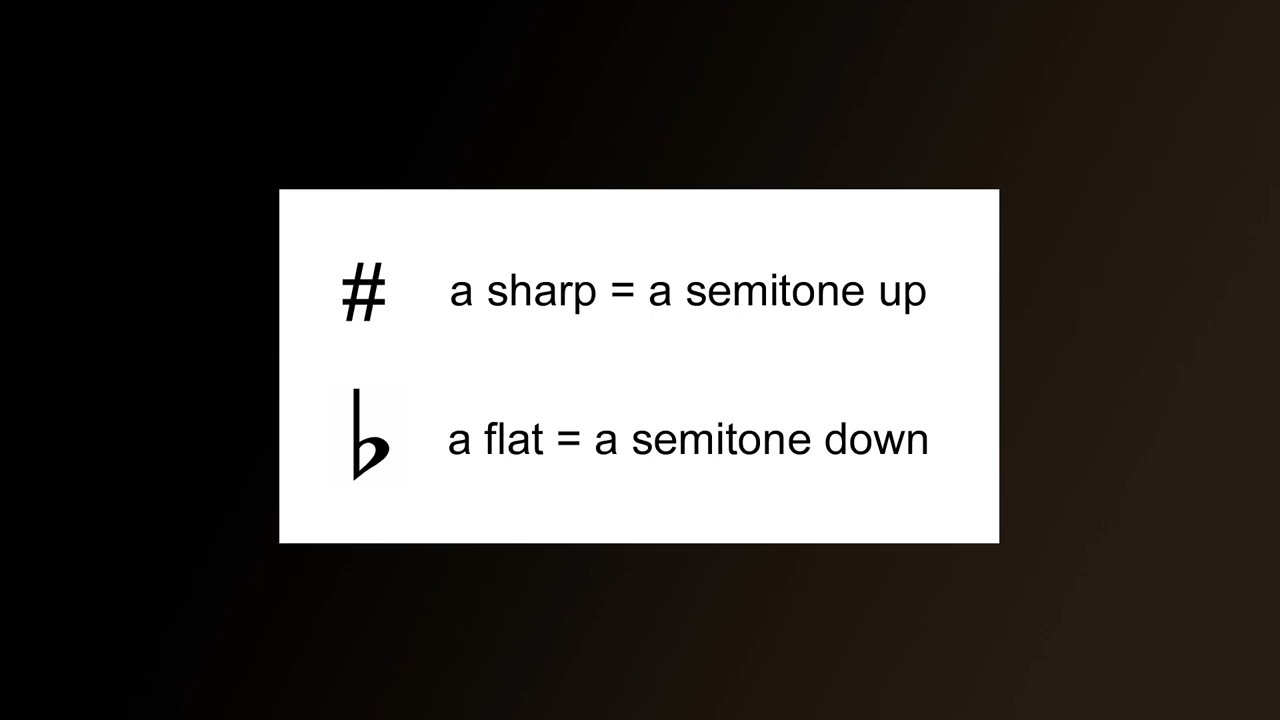 # a sharp = a semitone up
♭ a flat = a semitone down